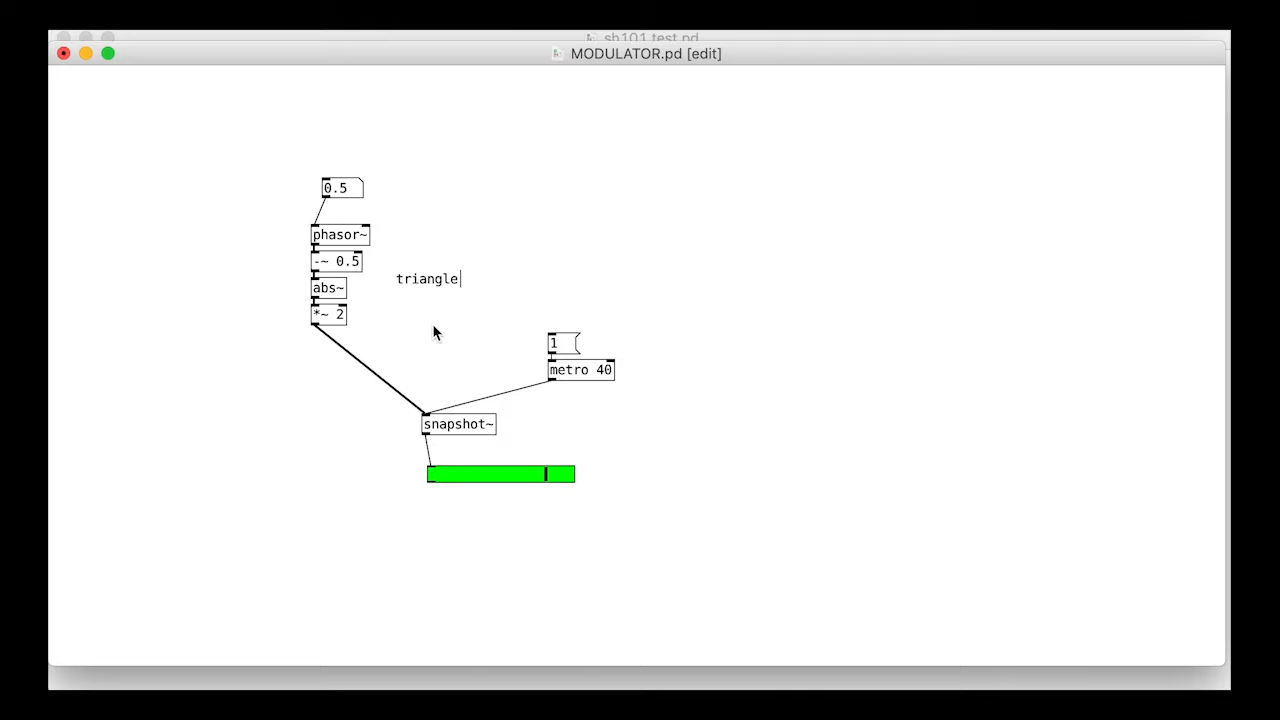 sh101 test.pd
MODULATOR.pd [edit]
0.5
phasor~
-~ 0.5
triangle
abs~
*~ 2
1
metro 40
snapshot~